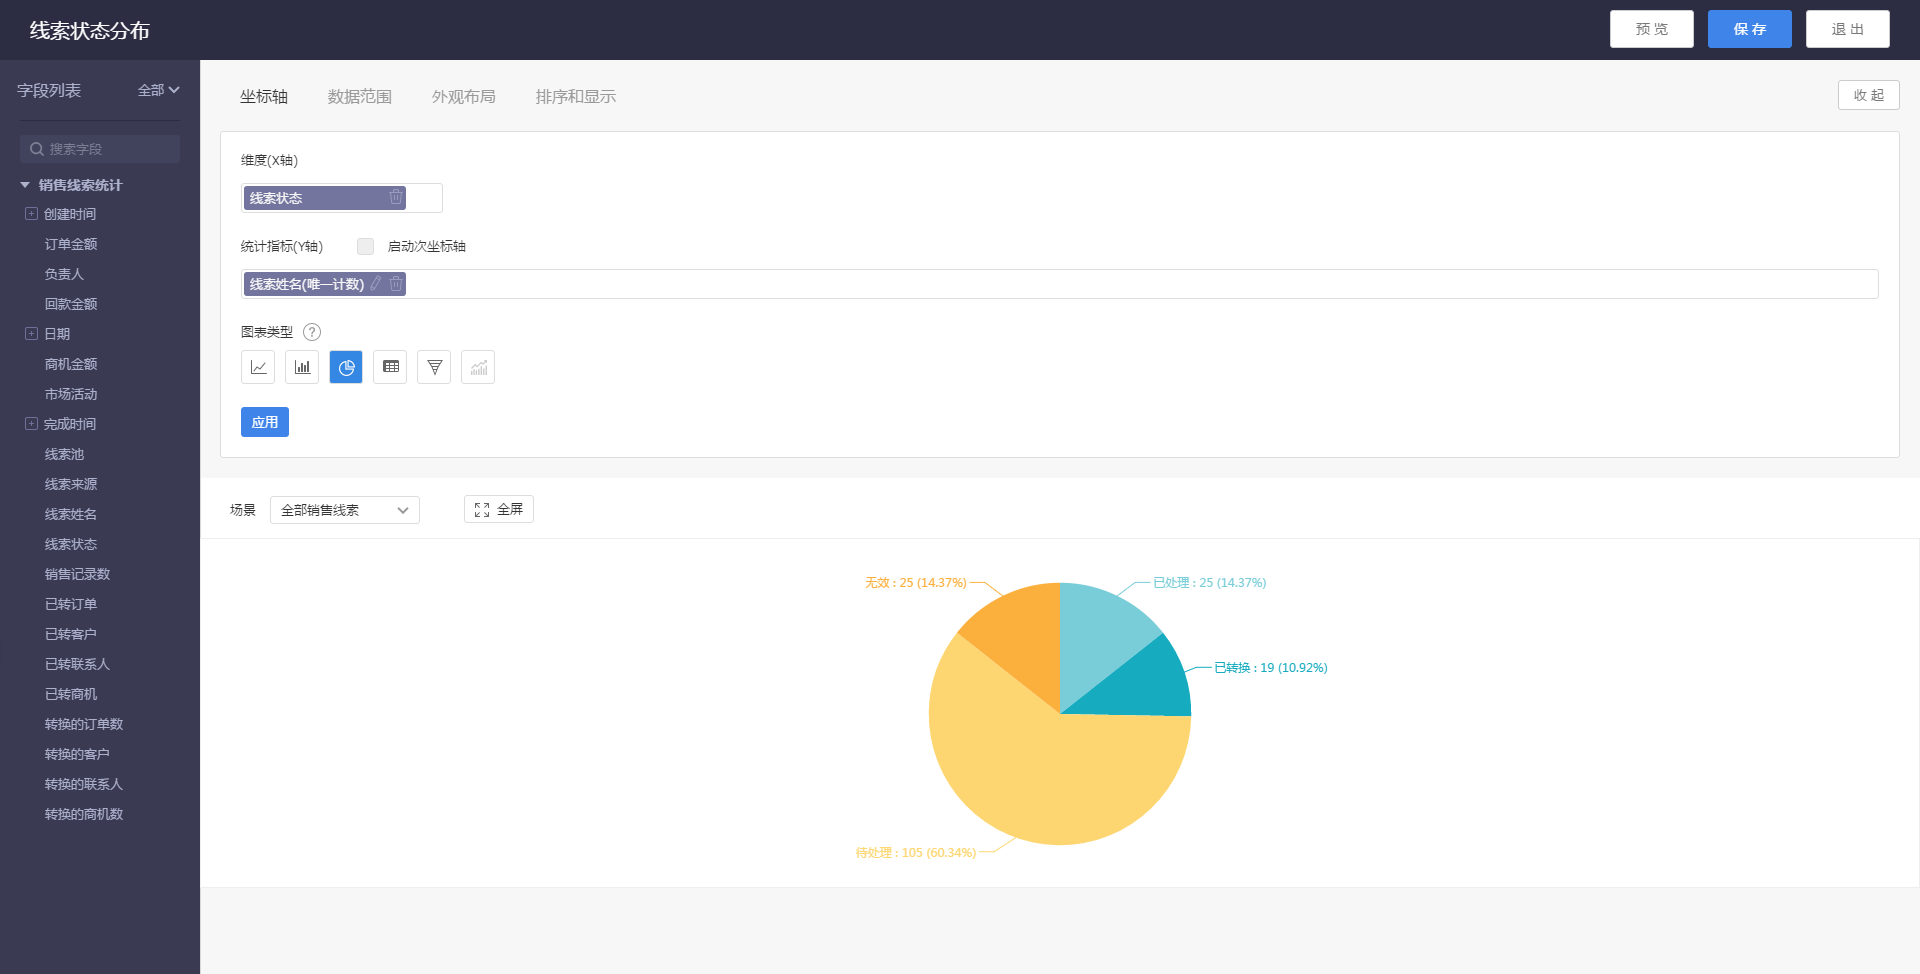 线索状态分布
预 览
保 存
退 出
字段列表
全部
搜索字段
销售线索统计
创建时间
订单金额
负责人
回款金额
日期
商机金额
市场活动
完成时间
线索池
线索来源
线索姓名
线索状态
销售记录数
已转订单
已转客户
已转联系人
已转商机
转换的订单数
转换的客户
转换的联系人
转换的商机数
坐标轴 数据范围 外观布局 排序和显示
收 起
维度(X轴)
线索状态
统计指标(Y轴) 启动次坐标轴
线索姓名(唯一计数)
图表类型 ?
应用
场景 全部销售线索 全屏
无效 : 25 (14.37%)
已处理 : 25 (14.37%)
已转换 : 19 (10.92%)
待处理 : 105 (60.34%)